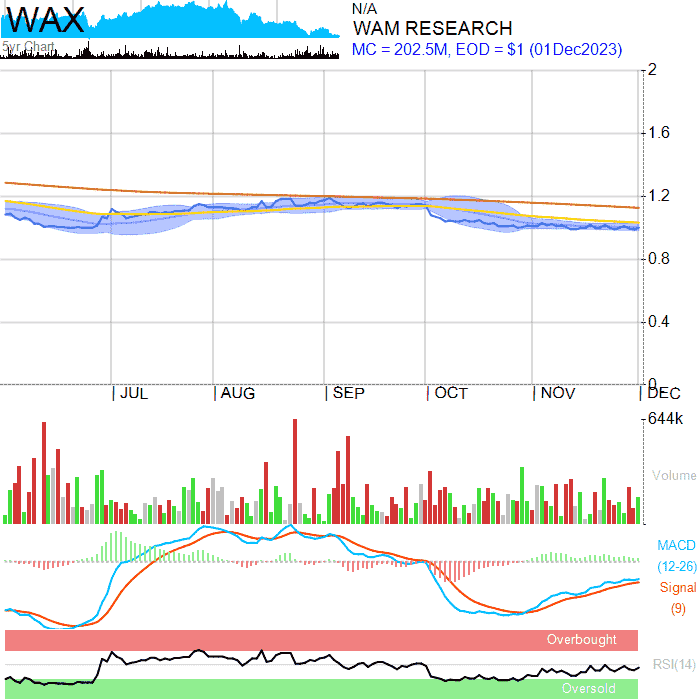 WAX
5yr Chart
N/A
WAM RESEARCH
MC = 202.5M, EOD = $1 (01Dec2023)
2
1.6
1.2
0.8
0.4
0
JUL AUG SEP OCT NOV DEC
644k
Volume
MACD
(12-26)
Signal
(9)
Overbought
RSI(14)
Oversold